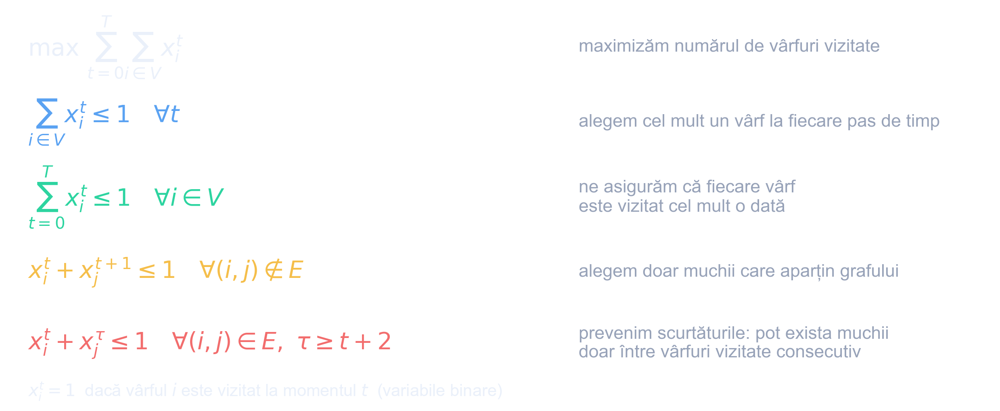 max ∑_{t=0}^{T} ∑_{i∈V} x_i^t    maximizăm numărul de vârfuri vizitate
∑_{i∈V} x_i^t ≤ 1   ∀t    alegem cel mult un vârf la fiecare pas de timp
∑_{t=0}^{T} x_i^t ≤ 1   ∀i ∈ V    ne asigurăm că fiecare vârf
este vizitat cel mult o dată
x_i^t + x_j^{t+1} ≤ 1   ∀(i, j) ∉ E    alegem doar muchii care aparțin grafului
x_i^t + x_j^τ ≤ 1   ∀(i, j) ∈ E,  τ ≥ t + 2    prevenim scurtăturile: pot exista muchii
doar între vârfuri vizitate consecutiv
x_i^t = 1  dacă vârful i este vizitat la momentul t  (variabile binare)